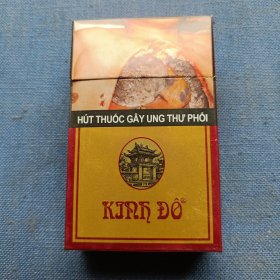 HÚT THUỐC GÂY UNG THƯ PHỔI
KINH ĐÔ